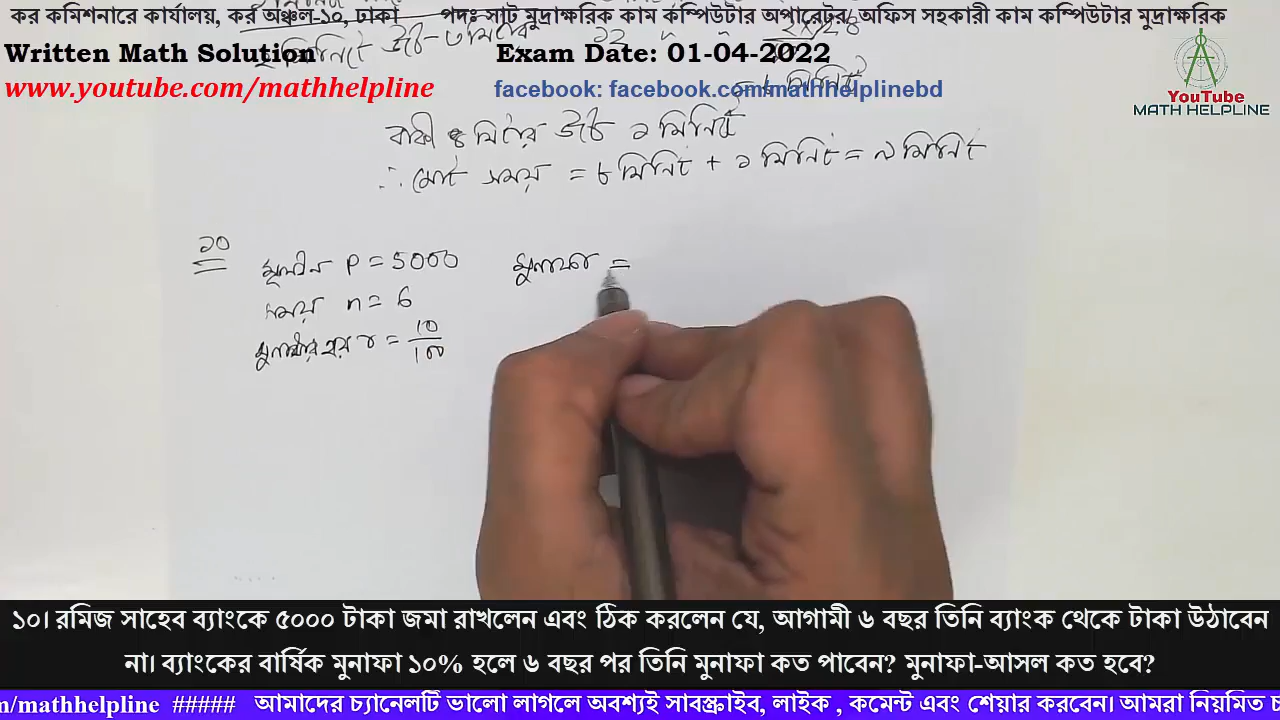 কর কমিশনারে কার্যালয়, কর অঞ্চল-১০, ঢাকা পদঃ সাট মুদ্রাক্ষরিক কাম কম্পিউটার অপারেটর, অফিস সহকারী কাম কম্পিউটার মুদ্রাক্ষরিক
Written Math Solution Exam Date: 01-04-2022
www.youtube.com/mathhelpline facebook: facebook.com/mathhelplinebd
YouTube
MATH HELPLINE
বাকী ৪ মিটার উঠে ১ মিনিটে
∴ মোট সময় = ৮ মিনিট + ১ মিনিট = ৯ মিনিট
১০
মূলধন P = 5000 মুনাফা =
সময় n = 6
মুনাফার হার r = 10/100
১০। রমিজ সাহেব ব্যাংকে ৫০০০ টাকা জমা রাখলেন এবং ঠিক করলেন যে, আগামী ৬ বছর তিনি ব্যাংক থেকে টাকা উঠাবেন
না। ব্যাংকের বার্ষিক মুনাফা ১০% হলে ৬ বছর পর তিনি মুনাফা কত পাবেন? মুনাফা-আসল কত হবে?
m/mathhelpline ##### আমাদের চ্যানেলটি ভালো লাগলে অবশ্যই সাবস্ক্রাইব, লাইক , কমেন্ট এবং শেয়ার করবেন। আমরা নিয়মিত